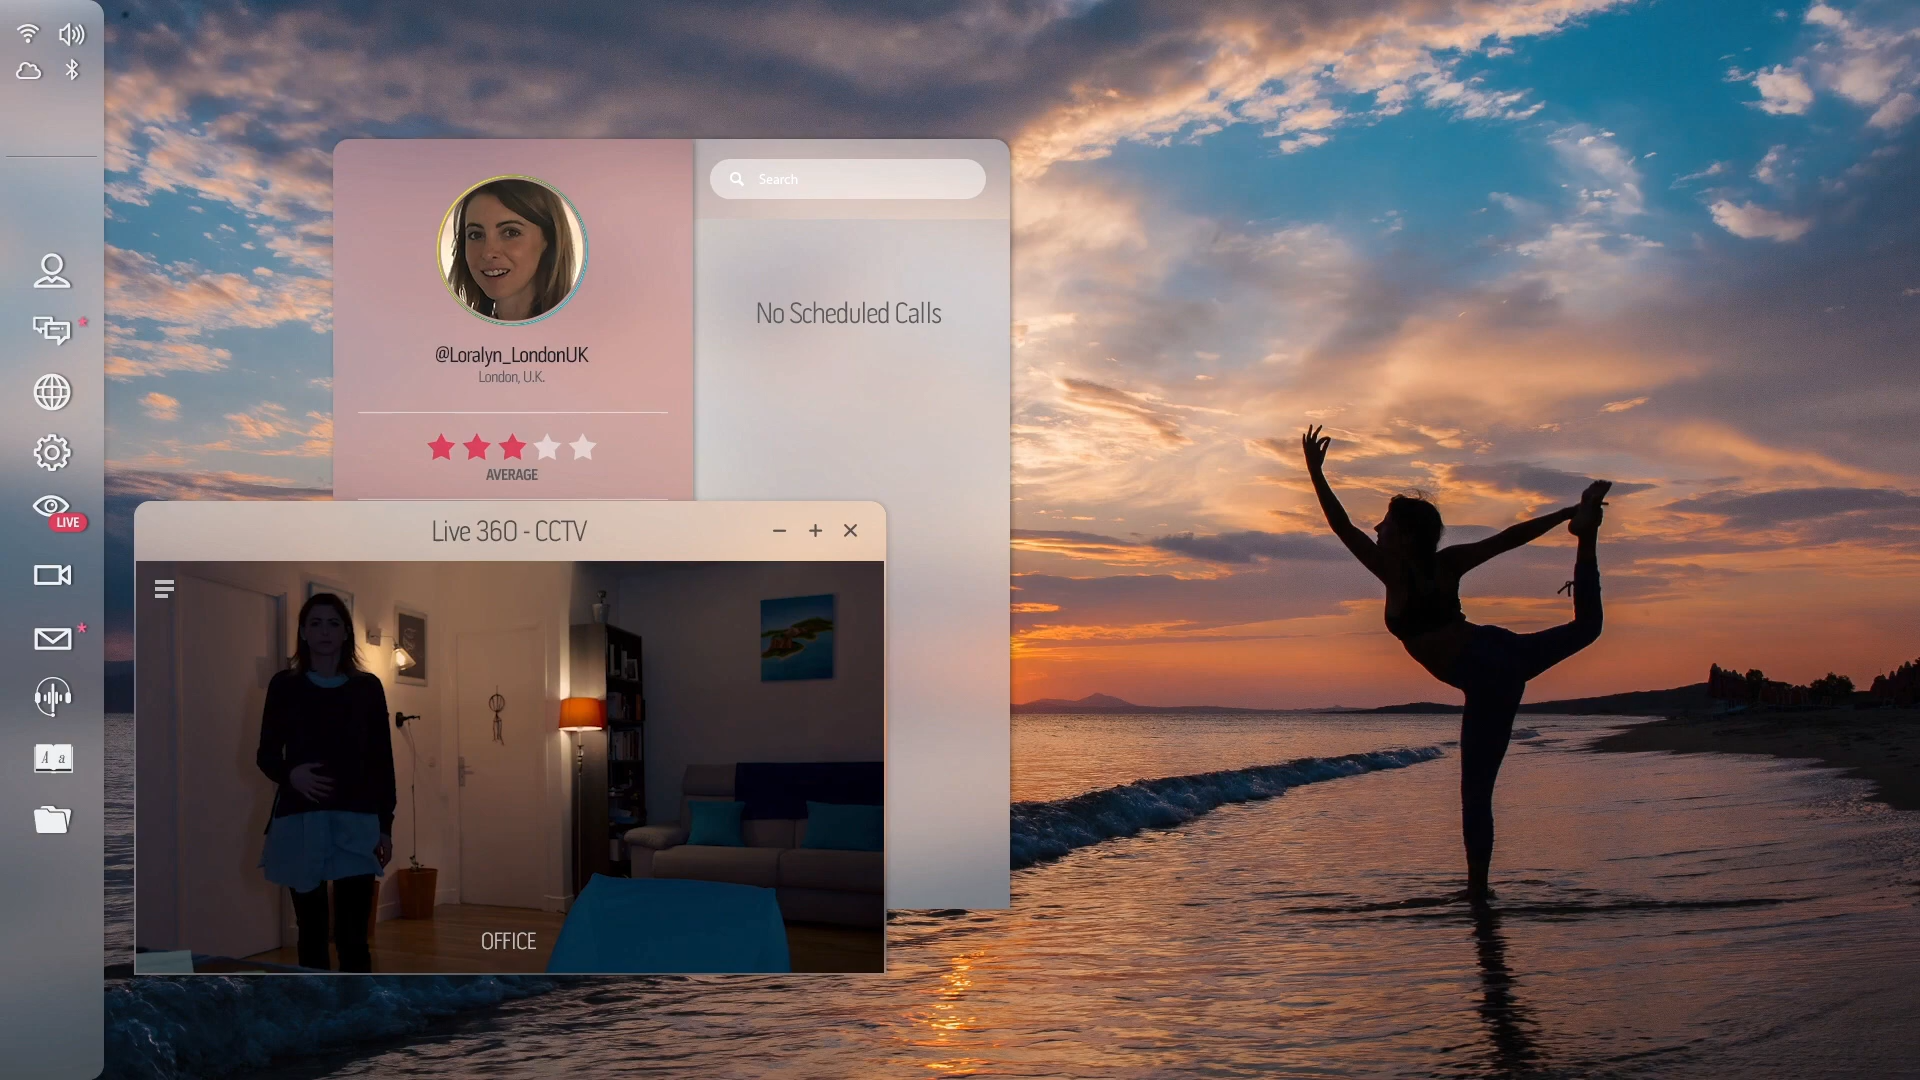 Search
No Scheduled Calls
@Loralyn_LondonUK
London, U.K.
AVERAGE
LIVE
Live 360 - CCTV
OFFICE
A a